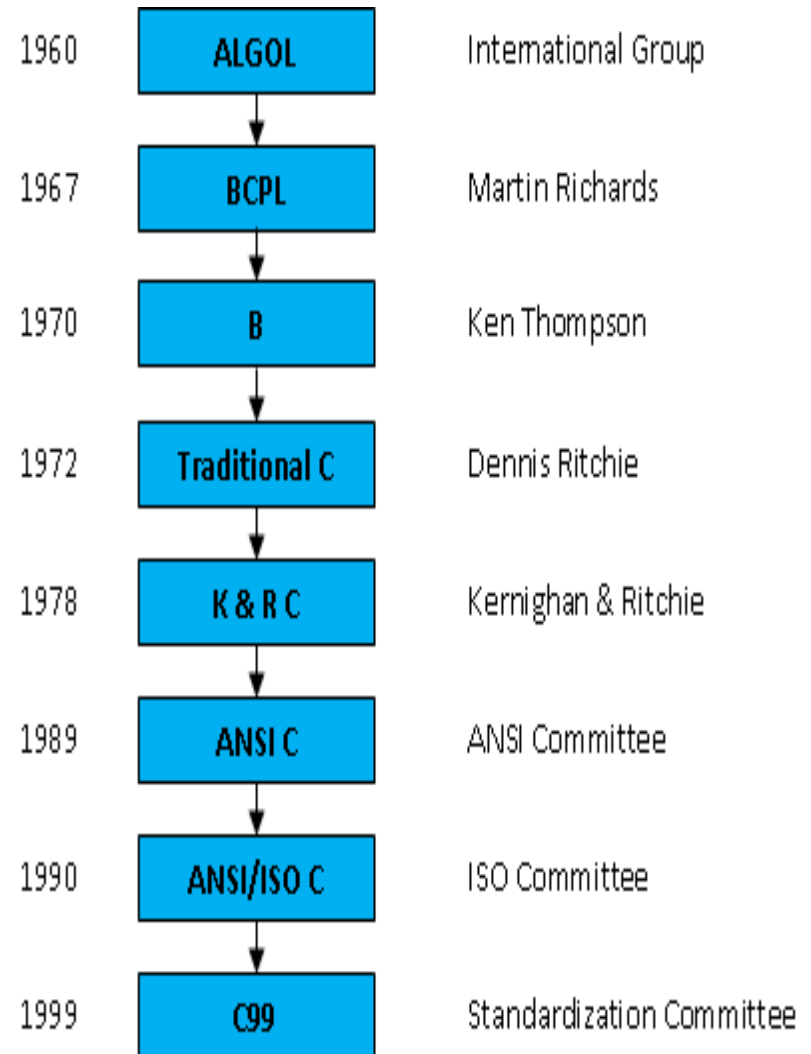 1960 ALGOL International Group
1967 BCPL Martin Richards
1970 B Ken Thompson
1972 Traditional C Dennis Ritchie
1978 K & R C Kernighan & Ritchie
1989 ANSI C ANSI Committee
1990 ANSI/ISO C ISO Committee
1999 C99 Standardization Committee